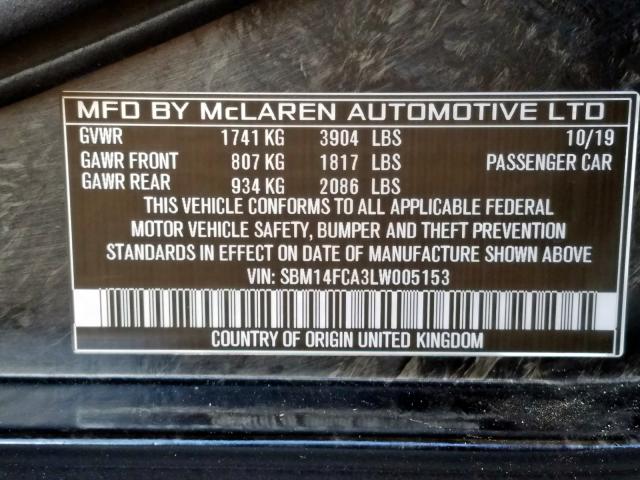 MFD BY McLAREN AUTOMOTIVE LTD
GVWR 1741 KG 3904 LBS 10/19
GAWR FRONT 807 KG 1817 LBS PASSENGER CAR
GAWR REAR 934 KG 2086 LBS
THIS VEHICLE CONFORMS TO ALL APPLICABLE FEDERAL
MOTOR VEHICLE SAFETY, BUMPER AND THEFT PREVENTION
STANDARDS IN EFFECT ON DATE OF MANUFACTURE SHOWN ABOVE
VIN: SBM14FCA3LW005153
COUNTRY OF ORIGIN UNITED KINGDOM